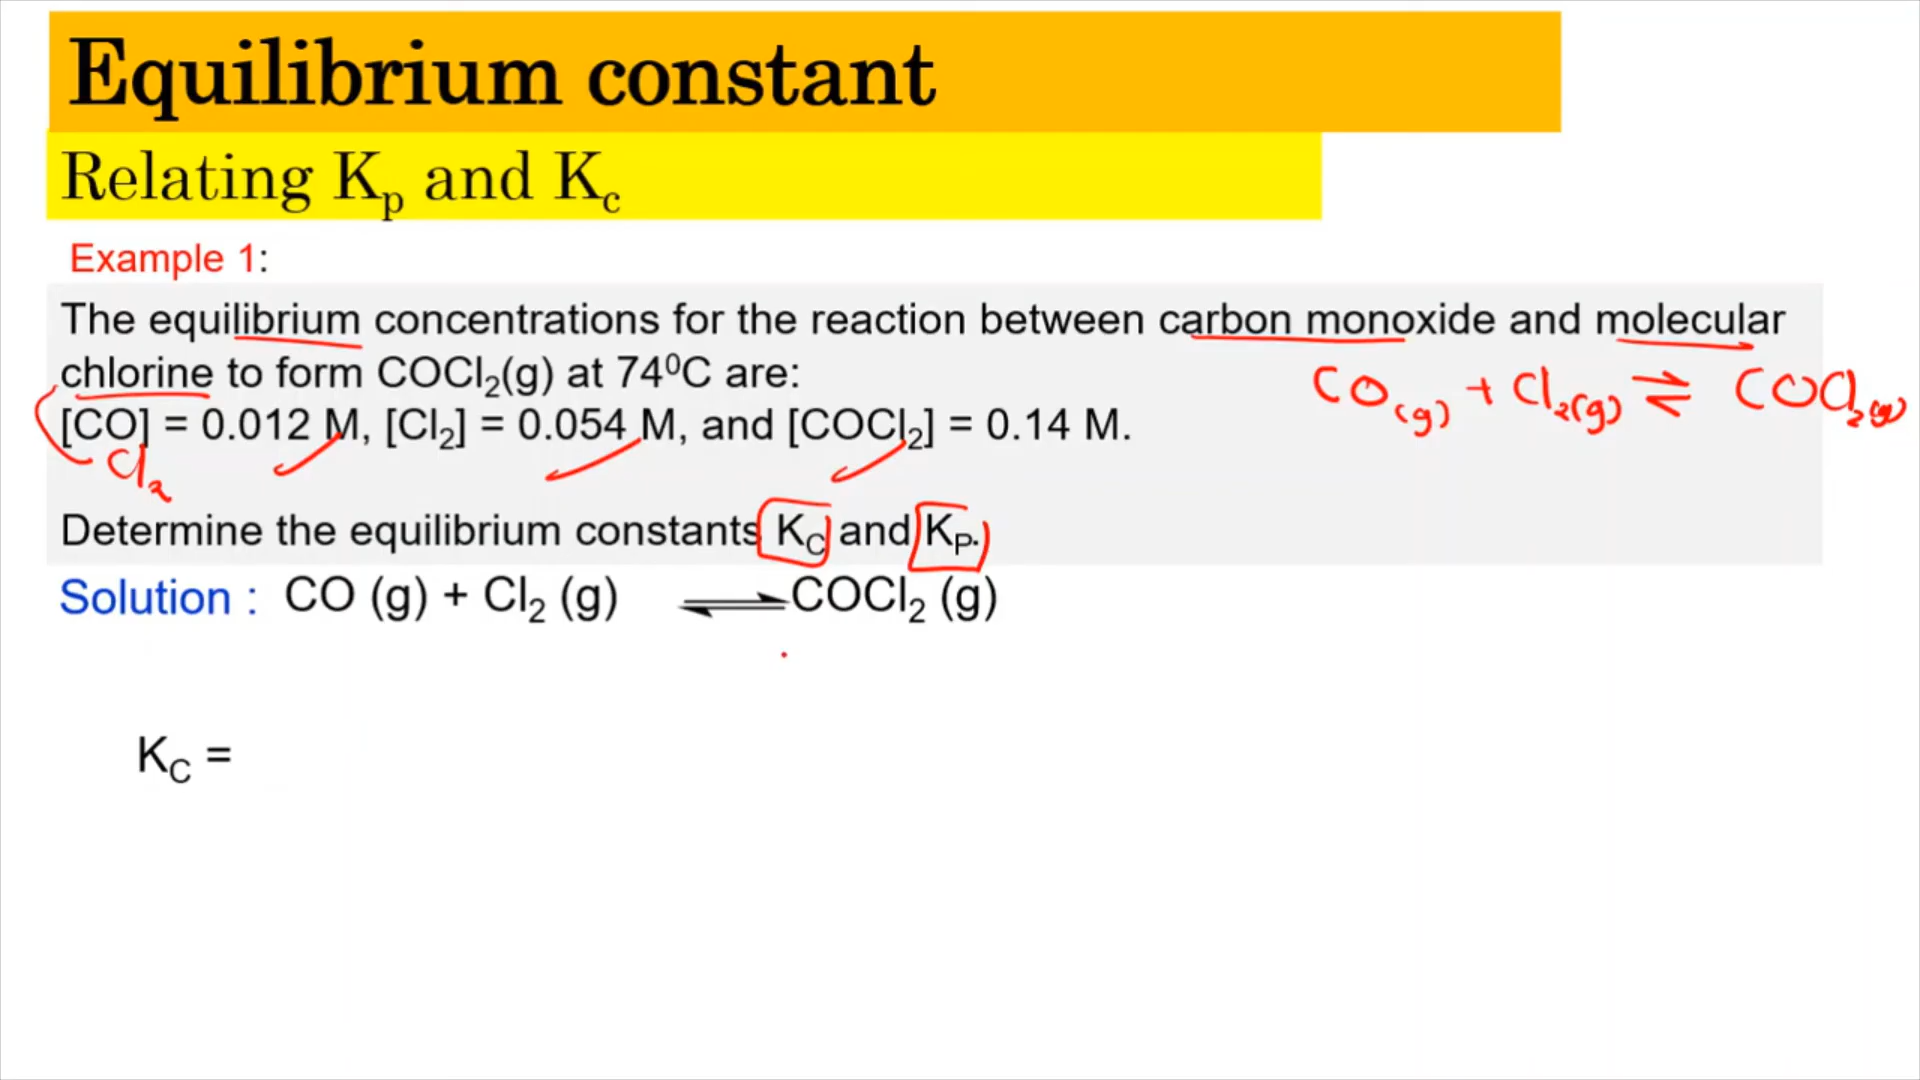 Equilibrium constant
Relating Kp and Kc
Example 1:
The equilibrium concentrations for the reaction between carbon monoxide and molecular
chlorine to form COCl₂(g) at 74⁰C are:
CO(g) + Cl₂(g) ⇌ COCl₂(g)
[CO] = 0.012 M, [Cl₂] = 0.054 M, and [COCl₂] = 0.14 M.
Cl₂
Determine the equilibrium constants KC and KP.
Solution : CO (g) + Cl₂ (g) ⇌ COCl₂ (g)
KC =